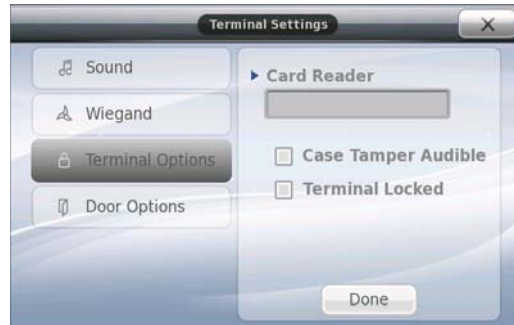 Terminal Settings
Sound
Wiegand
Terminal Options
Door Options
Card Reader
Case Tamper Audible
Terminal Locked
Done